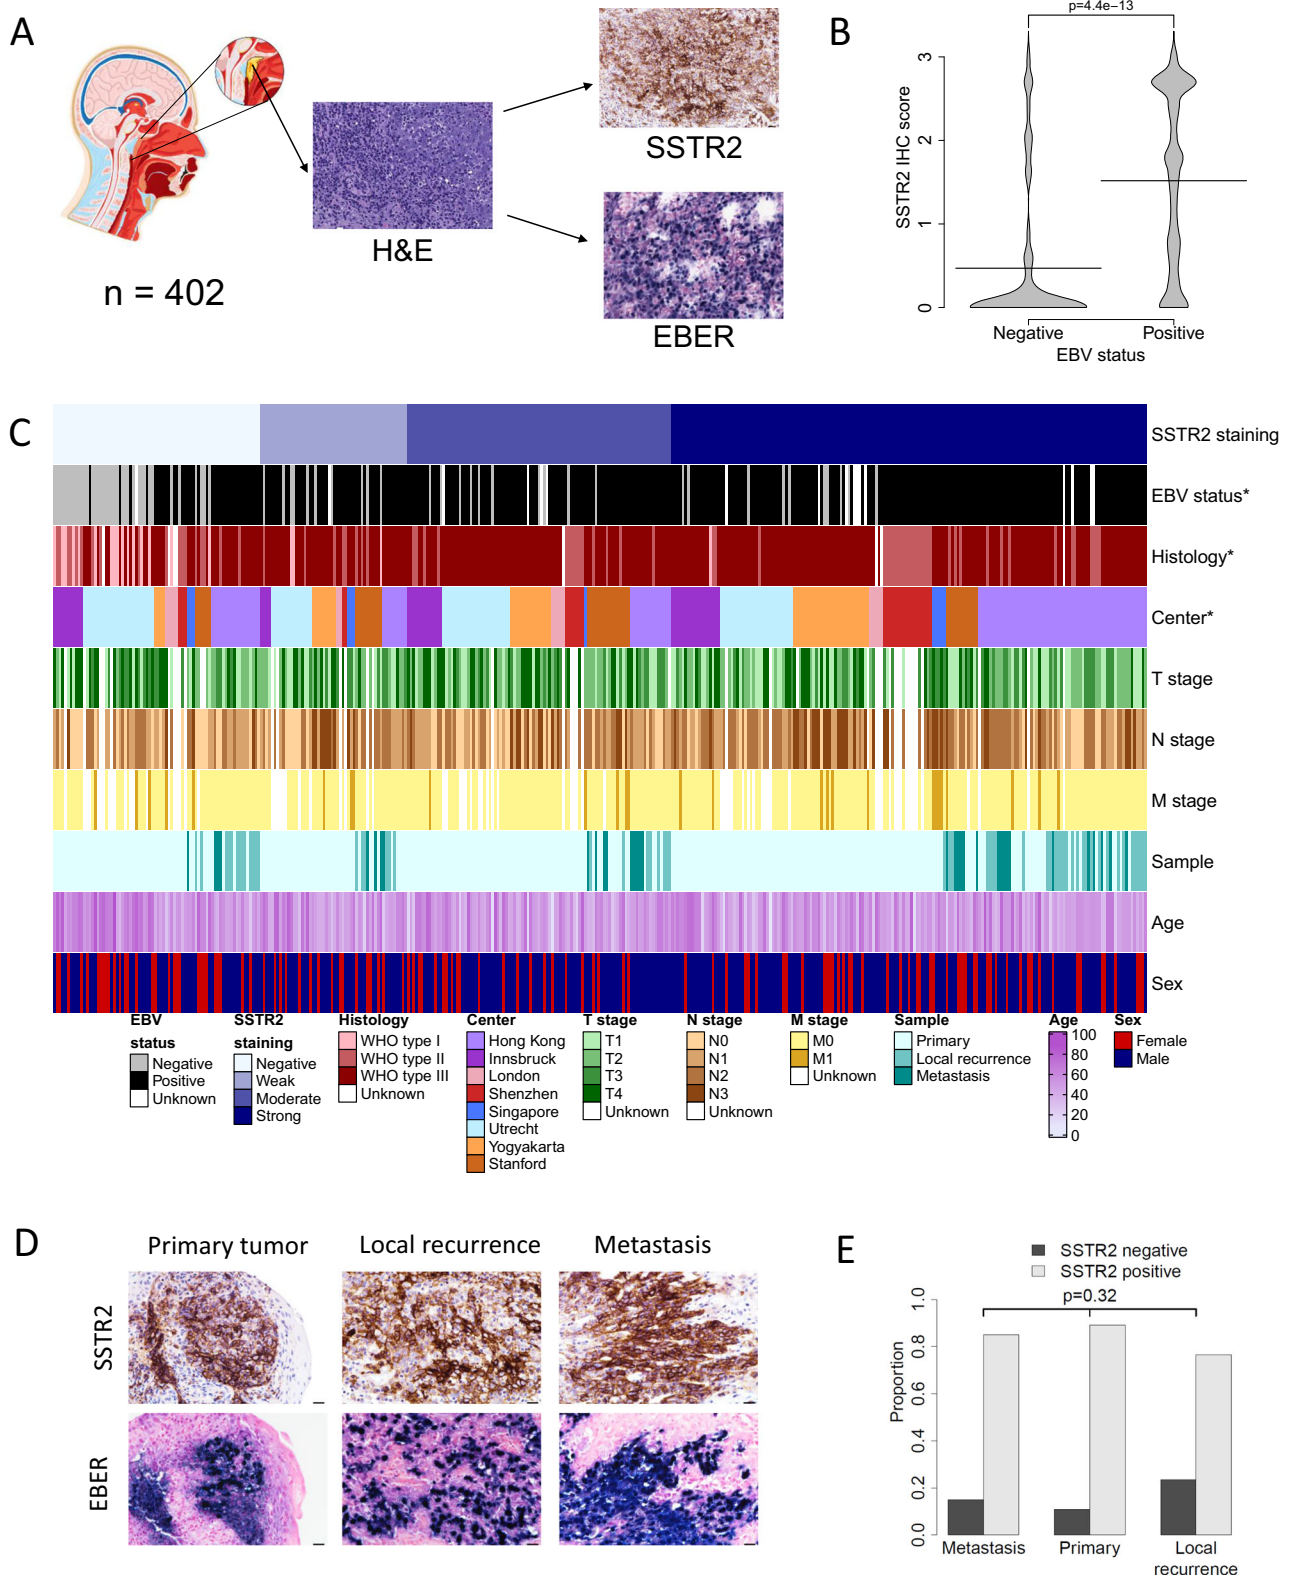 A
n = 402
H&E
SSTR2
EBER
B
p=4.4e−13
SSTR2 IHC score
3
2
1
0
Negative
Positive
EBV status
C
SSTR2 staining
EBV status*
Histology*
Center*
T stage
N stage
M stage
Sample
Age
Sex
EBV
status
Negative
Positive
Unknown
SSTR2
staining
Negative
Weak
Moderate
Strong
Histology
WHO type I
WHO type II
WHO type III
Unknown
Center
Hong Kong
Innsbruck
London
Shenzhen
Singapore
Utrecht
Yogyakarta
Stanford
T stage
T1
T2
T3
T4
Unknown
N stage
N0
N1
N2
N3
Unknown
M stage
M0
M1
Unknown
Sample
Primary
Local recurrence
Metastasis
Age
100
80
60
40
20
0
Sex
Female
Male
D
Primary tumor
Local recurrence
Metastasis
SSTR2
EBER
E
SSTR2 negative
SSTR2 positive
p=0.32
Proportion
1.0
0.8
0.6
0.4
0.2
0.0
Metastasis
Primary
Local
recurrence